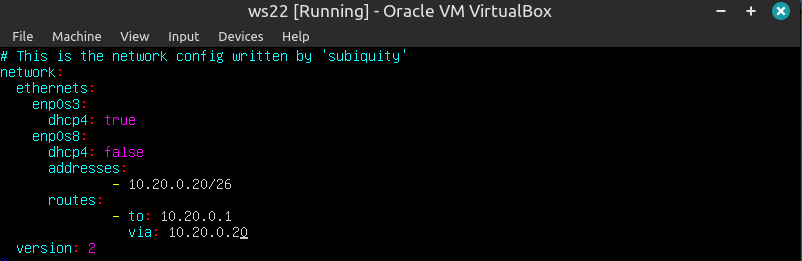 ws22 [Running] - Oracle VM VirtualBox
File Machine View Input Devices Help
# This is the network config written by 'subiquity'
network:
  ethernets:
    enp0s3:
      dhcp4: true
    enp0s8:
      dhcp4: false
      addresses:
              - 10.20.0.20/26
      routes:
              - to: 10.20.0.1
                via: 10.20.0.20
  version: 2